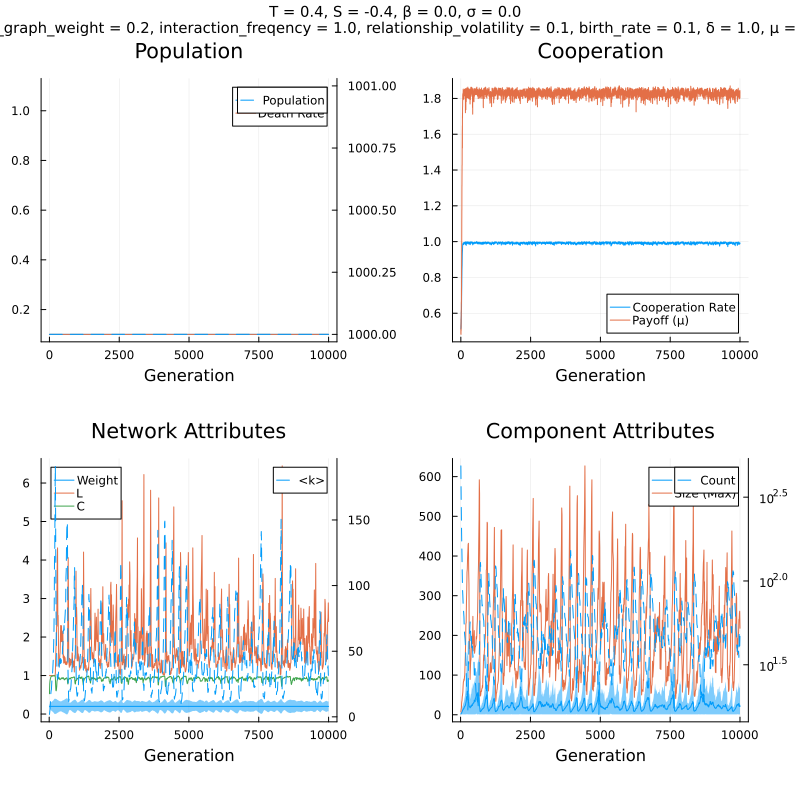 T = 0.4, S = -0.4, β = 0.0, σ = 0.0
_graph_weight = 0.2, interaction_freqency = 1.0, relationship_volatility = 0.1, birth_rate = 0.1, δ = 1.0, μ =
Population
Cooperation
1.0
0.8
0.6
0.4
0.2
1001.00
1000.75
1000.50
1000.25
1000.00
Population
Death Rate
0 2500 5000 7500 10000
Generation
1.8
1.6
1.4
1.2
1.0
0.8
0.6
Cooperation Rate
Payoff (μ)
0 2500 5000 7500 10000
Generation
Network Attributes
Component Attributes
6
5
4
3
2
1
0
Weight
L
C
<k>
150
100
50
0
0 2500 5000 7500 10000
Generation
600
500
400
300
200
100
0
Count
Size (Max)
10^2.5
10^2.0
10^1.5
0 2500 5000 7500 10000
Generation